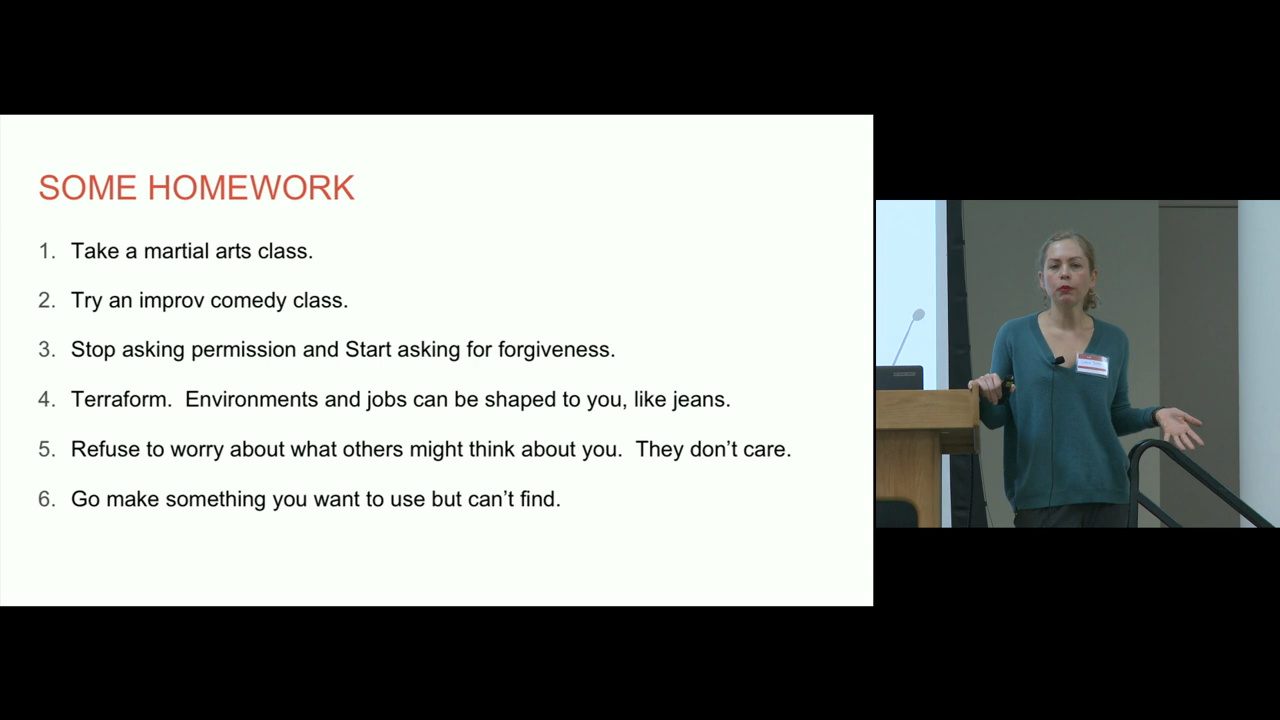 SOME HOMEWORK
1. Take a martial arts class.
2. Try an improv comedy class.
3. Stop asking permission and Start asking for forgiveness.
4. Terraform.  Environments and jobs can be shaped to you, like jeans.
5. Refuse to worry about what others might think about you.  They don’t care.
6. Go make something you want to use but can’t find.